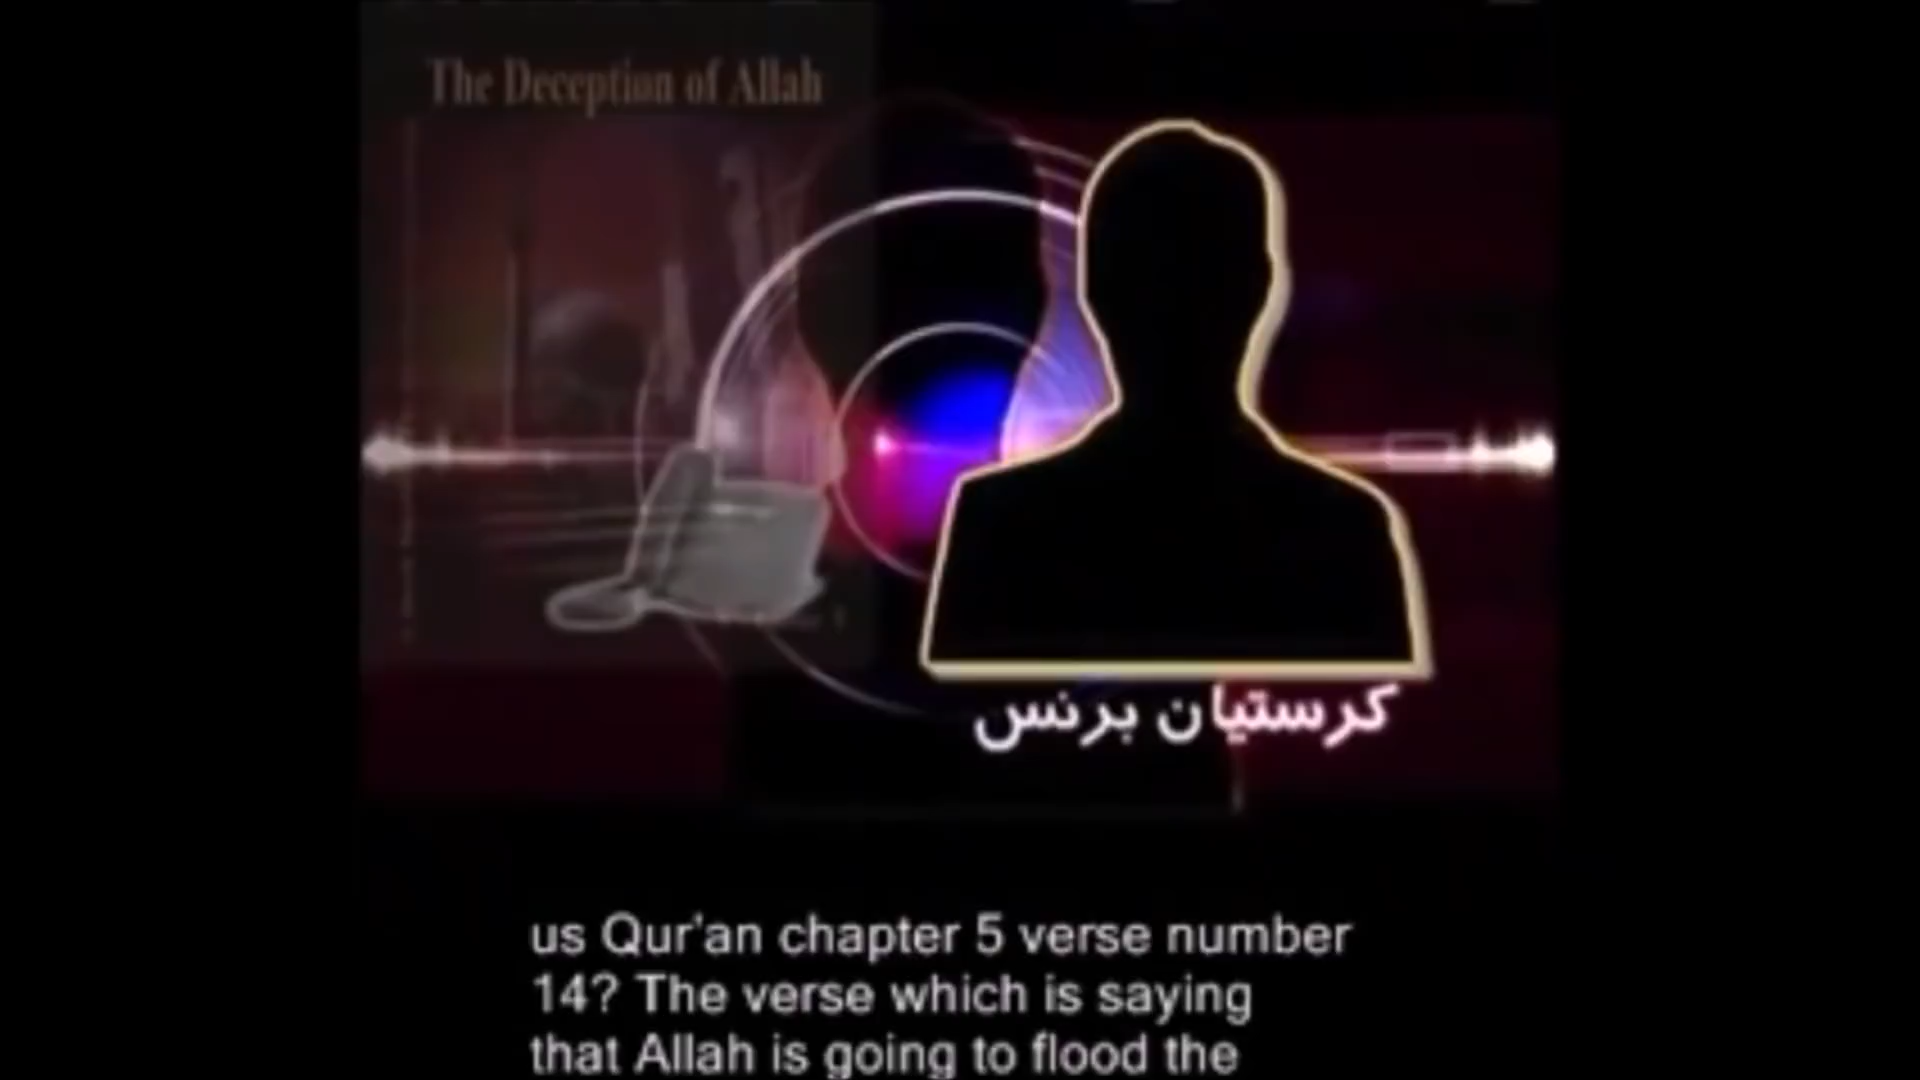 The Deception of Allah
كرستيان برنس
us Qur'an chapter 5 verse number
14? The verse which is saying
that Allah is going to flood the